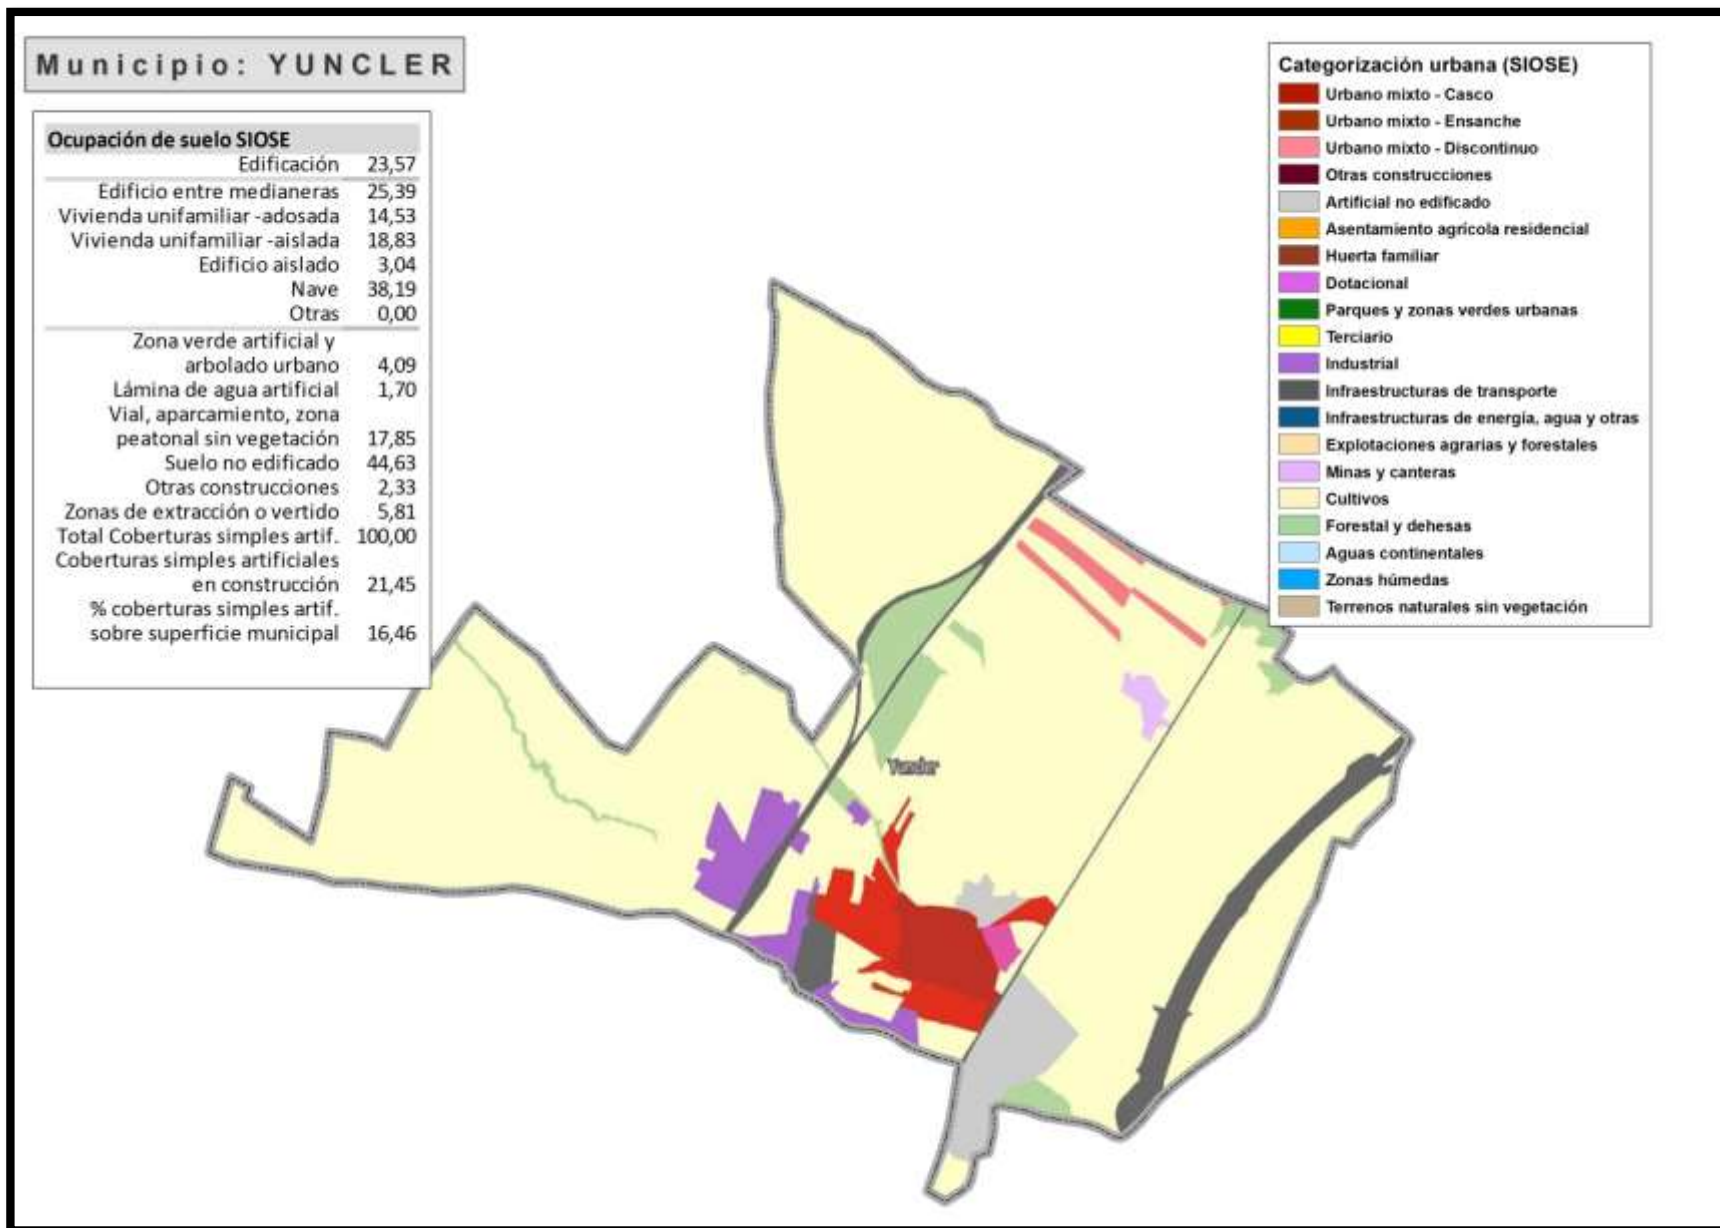 Municipio: YUNCLER
Ocupación de suelo SIOSE
Edificación 23,57
Edificio entre medianeras 25,39
Vivienda unifamiliar -adosada 14,53
Vivienda unifamiliar -aislada 18,83
Edificio aislado 3,04
Nave 38,19
Otras 0,00
Zona verde artificial y
arbolado urbano 4,09
Lámina de agua artificial 1,70
Vial, aparcamiento, zona
peatonal sin vegetación 17,85
Suelo no edificado 44,63
Otras construcciones 2,33
Zonas de extracción o vertido 5,81
Total Coberturas simples artif. 100,00
Coberturas simples artificiales
en construcción 21,45
% coberturas simples artif.
sobre superficie municipal 16,46
Categorización urbana (SIOSE)
Urbano mixto - Casco
Urbano mixto - Ensanche
Urbano mixto - Discontinuo
Otras construcciones
Artificial no edificado
Asentamiento agrícola residencial
Huerta familiar
Dotacional
Parques y zonas verdes urbanas
Terciario
Industrial
Infraestructuras de transporte
Infraestructuras de energía, agua y otras
Explotaciones agrarias y forestales
Minas y canteras
Cultivos
Forestal y dehesas
Aguas continentales
Zonas húmedas
Terrenos naturales sin vegetación
Yuncler